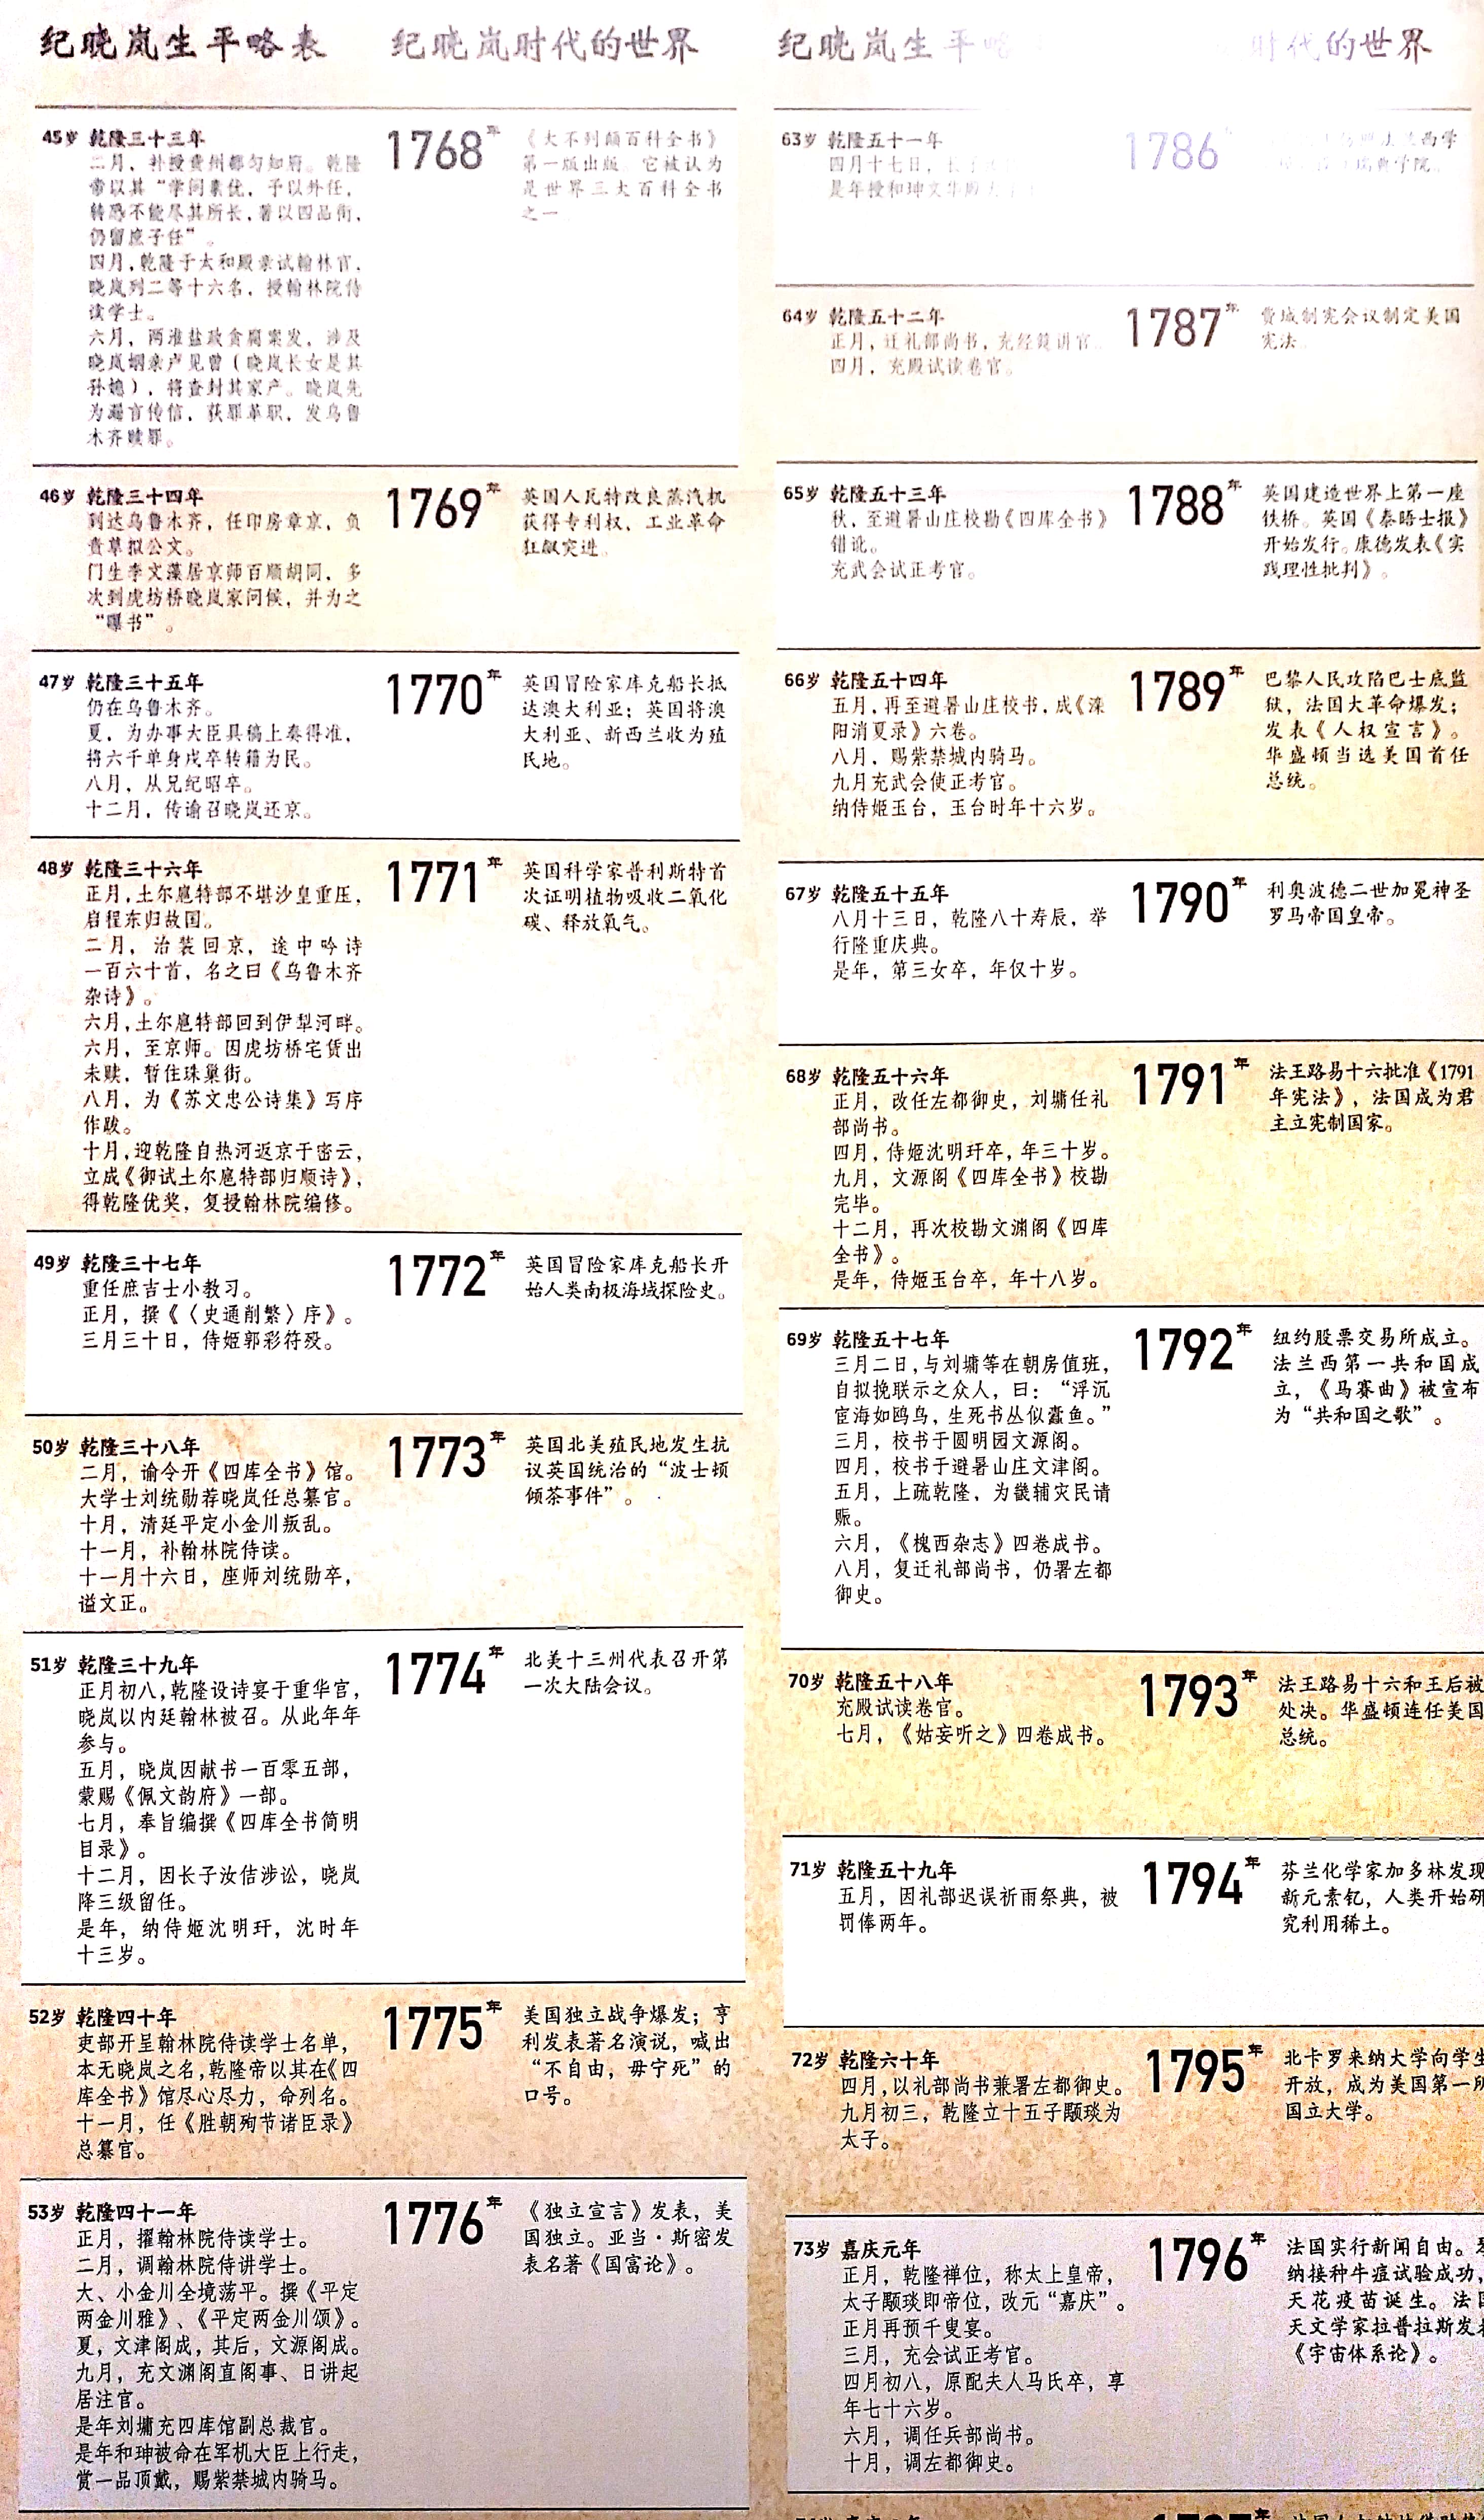 纪晓岚生平略表
纪晓岚时代的世界
45岁 乾隆三十三年
二月，补授贵州都匀知府。乾隆
帝以其“学问素优，予以外任，
转恐不能尽其所长，著以四品衔，
仍留庶子任”。
四月，乾隆于太和殿亲试翰林官，
晓岚列二等十六名，授翰林院侍
读学士。
六月，两淮盐政贪腐案发，涉及
晓岚姻亲卢见曾（晓岚长女是其
孙媳），将查封其家产。晓岚先
为漏言传信，获罪革职，发乌鲁
木齐赎罪。
1768年
《大不列颠百科全书》
第一版出版。它被认为
是世界三大百科全书
之一
46岁 乾隆三十四年
到达乌鲁木齐，任印房章京，负
责草拟公文。
门生李文藻居京师百顺胡同，多
次到虎坊桥晓岚家问候，并为之
“曝书”。
1769年
英国人瓦特改良蒸汽机
获得专利权，工业革命
狂飙突进。
47岁 乾隆三十五年
仍在乌鲁木齐。
夏，为办事大臣具稿上奏得准，
将六千单身戍卒转籍为民。
八月，从兄纪昭卒。
十二月，传谕召晓岚还京。
1770年
英国冒险家库克船长抵
达澳大利亚；英国将澳
大利亚、新西兰收为殖
民地。
48岁 乾隆三十六年
正月，土尔扈特部不堪沙皇重压，
启程东归故国。
二月，治装回京，途中吟诗
一百六十首，名之曰《乌鲁木齐
杂诗》。
六月，土尔扈特部回到伊犁河畔。
六月，至京师。因虎坊桥宅赁出
未赎，暂住珠巢街。
八月，为《苏文忠公诗集》写序
作跋。
十月，迎乾隆自热河返京于密云，
立成《御试土尔扈特部归顺诗》，
得乾隆优奖，复授翰林院编修。
1771年
英国科学家普利斯特首
次证明植物吸收二氧化
碳、释放氧气。
49岁 乾隆三十七年
重任庶吉士小教习。
正月，撰《〈史通削繁〉序》。
三月三十日，侍姬郭彩符殁。
1772年
英国冒险家库克船长开
始人类南极海域探险史。
50岁 乾隆三十八年
二月，谕令开《四库全书》馆。
大学士刘统勋荐晓岚任总纂官。
十月，清廷平定小金川叛乱。
十一月，补翰林院侍读。
十一月十六日，座师刘统勋卒，
谥文正。
1773年
英国北美殖民地发生抗
议英国统治的“波士顿
倾茶事件”。
51岁 乾隆三十九年
正月初八，乾隆设诗宴于重华宫，
晓岚以内廷翰林被召。从此年年
参与。
五月，晓岚因献书一百零五部，
蒙赐《佩文韵府》一部。
七月，奉旨编撰《四库全书简明
目录》。
十二月，因长子汝佶涉讼，晓岚
降三级留任。
是年，纳侍姬沈明玕，沈时年
十三岁。
1774年
北美十三州代表召开第
一次大陆会议。
52岁 乾隆四十年
吏部开呈翰林院侍读学士名单，
本无晓岚之名，乾隆帝以其在《四
库全书》馆尽心尽力，命列名。
十一月，任《胜朝殉节诸臣录》
总纂官。
1775年
美国独立战争爆发；亨
利发表著名演说，喊出
“不自由，毋宁死”的
口号。
53岁 乾隆四十一年
正月，擢翰林院侍读学士。
二月，调翰林院侍讲学士。
大、小金川全境荡平。撰《平定
两金川雅》、《平定两金川颂》。
夏，文津阁成，其后，文源阁成。
九月，充文渊阁直阁事、日讲起
居注官。
是年刘墉充四库馆副总裁官。
是年和珅被命在军机大臣上行走，
赏一品顶戴，赐紫禁城内骑马。
1776年
《独立宣言》发表，美
国独立。亚当·斯密发
表名著《国富论》。
纪晓岚生平略
时代的世界
63岁 乾隆五十一年
四月十七日，长子
是年授和珅文华殿大学士
1786年
西学
瑞典学院。
64岁 乾隆五十二年
正月，迁礼部尚书，充经筵讲官。
四月，充殿试读卷官。
1787年
费城制宪会议制定美国
宪法
65岁 乾隆五十三年
秋，至避暑山庄校勘《四库全书》
错讹。
充武会试正考官。
1788年
英国建造世界上第一座
铁桥。英国《泰晤士报》
开始发行。康德发表《实
践理性批判》。
66岁 乾隆五十四年
五月，再至避暑山庄校书，成《滦
阳消夏录》六卷。
八月，赐紫禁城内骑马。
九月充武会使正考官。
纳侍姬玉台，玉台时年十六岁。
1789年
巴黎人民攻陷巴士底监
狱，法国大革命爆发；
发表《人权宣言》。
华盛顿当选美国首任
总统。
67岁 乾隆五十五年
八月十三日，乾隆八十寿辰，举
行隆重庆典。
是年，第三女卒，年仅十岁。
1790年
利奥波德二世加冕神圣
罗马帝国皇帝。
68岁 乾隆五十六年
正月，改任左都御史，刘墉任礼
部尚书。
四月，侍姬沈明玕卒，年三十岁。
九月，文源阁《四库全书》校勘
完毕。
十二月，再次校勘文渊阁《四库
全书》。
是年，侍姬玉台卒，年十八岁。
1791年
法王路易十六批准《1791
年宪法》，法国成为君
主立宪制国家。
69岁 乾隆五十七年
三月二日，与刘墉等在朝房值班，
自拟挽联示之众人，曰：“浮沉
宦海如鸥鸟，生死书丛似蠹鱼。”
三月，校书于圆明园文源阁。
四月，校书于避暑山庄文津阁。
五月，上疏乾隆，为畿辅灾民请
赈。
六月，《槐西杂志》四卷成书。
八月，复迁礼部尚书，仍署左都
御史。
1792年
纽约股票交易所成立。
法兰西第一共和国成
立，《马赛曲》被宣布
为“共和国之歌”。
70岁 乾隆五十八年
充殿试读卷官。
七月，《姑妄听之》四卷成书。
1793年
法王路易十六和王后被
处决。华盛顿连任美国
总统。
71岁 乾隆五十九年
五月，因礼部迟误祈雨祭典，被
罚俸两年。
1794年
芬兰化学家加多林发现
新元素钇，人类开始研
究利用稀土。
72岁 乾隆六十年
四月，以礼部尚书兼署左都御史。
九月初三，乾隆立十五子颙琰为
太子。
1795年
北卡罗来纳大学向学生
开放，成为美国第一所
国立大学。
73岁 嘉庆元年
正月，乾隆禅位，称太上皇帝，
太子颙琰即帝位，改元“嘉庆”。
正月再预千叟宴。
三月，充会试正考官。
四月初八，原配夫人马氏卒，享
年七十六岁。
六月，调任兵部尚书。
十月，调左都御史。
1796年
法国实行新闻自由。琴
纳接种牛痘试验成功，
天花疫苗诞生。法国
天文学家拉普拉斯发表
《宇宙体系论》。